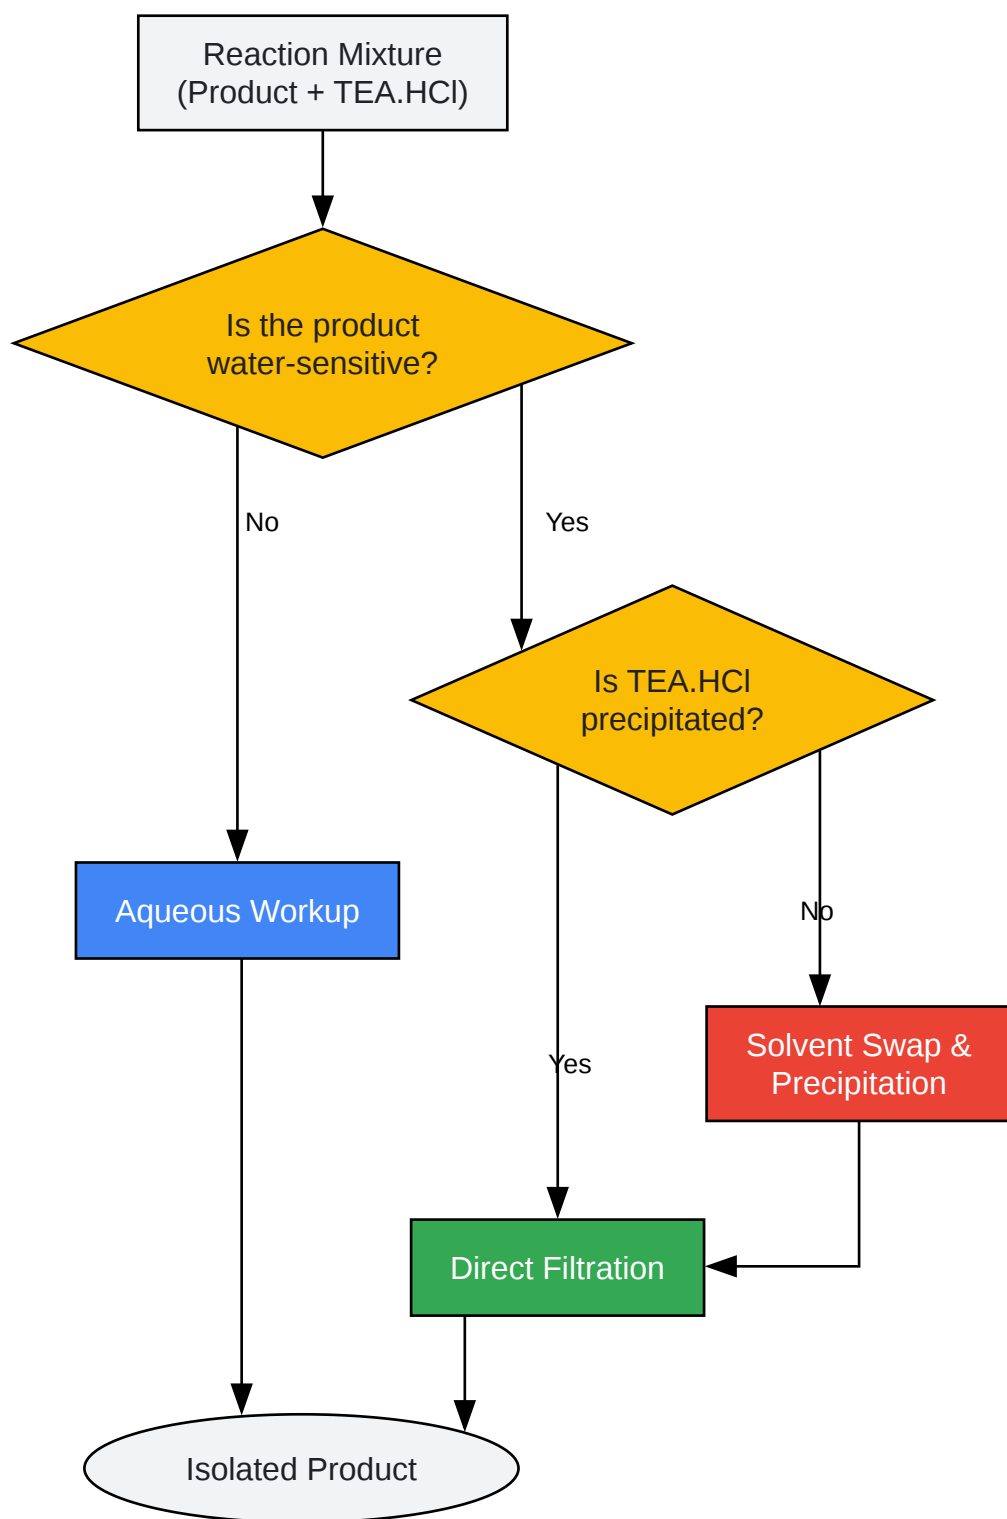 Reaction Mixture
(Product + TEA.HCl)
Is the product
water-sensitive?
No
Yes
Is TEA.HCl
precipitated?
Aqueous Workup
No
Solvent Swap &
Precipitation
Yes
Direct Filtration
Isolated Product